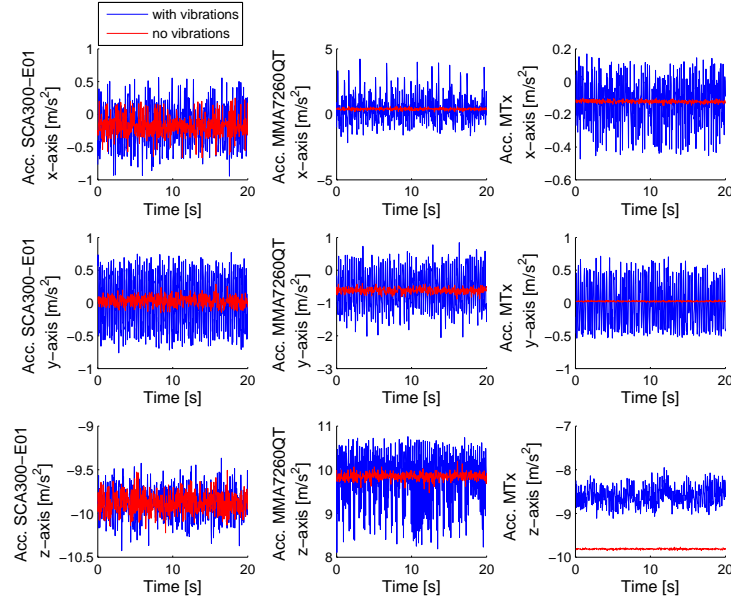 with vibrations
no vibrations
Acc. SCA300−E01
x−axis [m/s²]
1
0.5
0
−0.5
−1
0 10 20
Time [s]
Acc. MMA7260QT
x−axis [m/s²]
5
0
−5
0 10 20
Time [s]
Acc. MTx
x−axis [m/s²]
0.2
0
−0.2
−0.4
−0.6
0 10 20
Time [s]
Acc. SCA300−E01
y−axis [m/s²]
1
0.5
0
−0.5
−1
0 10 20
Time [s]
Acc. MMA7260QT
y−axis [m/s²]
1
0
−1
−2
−3
0 10 20
Time [s]
Acc. MTx
y−axis [m/s²]
1
0.5
0
−0.5
−1
0 10 20
Time [s]
Acc. SCA300−E01
z−axis [m/s²]
−9
−9.5
−10
−10.5
0 10 20
Time [s]
Acc. MMA7260QT
z−axis [m/s²]
11
10
9
8
0 10 20
Time [s]
Acc. MTx
z−axis [m/s²]
−7
−8
−9
−10
0 10 20
Time [s]